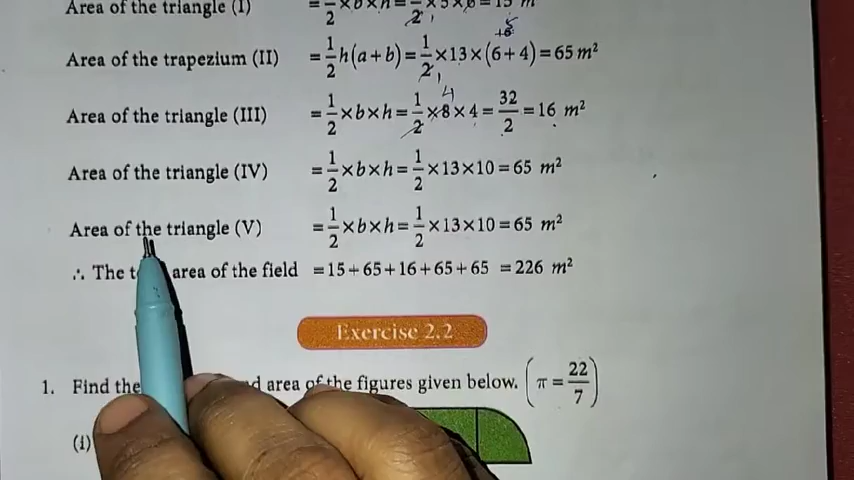 Area of the triangle (I) = 1/2 × b × h = 1/2 × 5 × 6 = 15 m
Area of the trapezium (II) = 1/2 h(a + b) = 1/2 × 13 × (6 + 4) = 65 m²
Area of the triangle (III) = 1/2 × b × h = 1/2 × 8 × 4 = 32/2 = 16 m²
4
Area of the triangle (IV) = 1/2 × b × h = 1/2 × 13 × 10 = 65 m²
Area of the triangle (V) = 1/2 × b × h = 1/2 × 13 × 10 = 65 m²
∴ The area of the field = 15 + 65 + 16 + 65 + 65 = 226 m²
Exercise 2.2
1. Find the area of the figures given below. (π = 22/7)
(i)